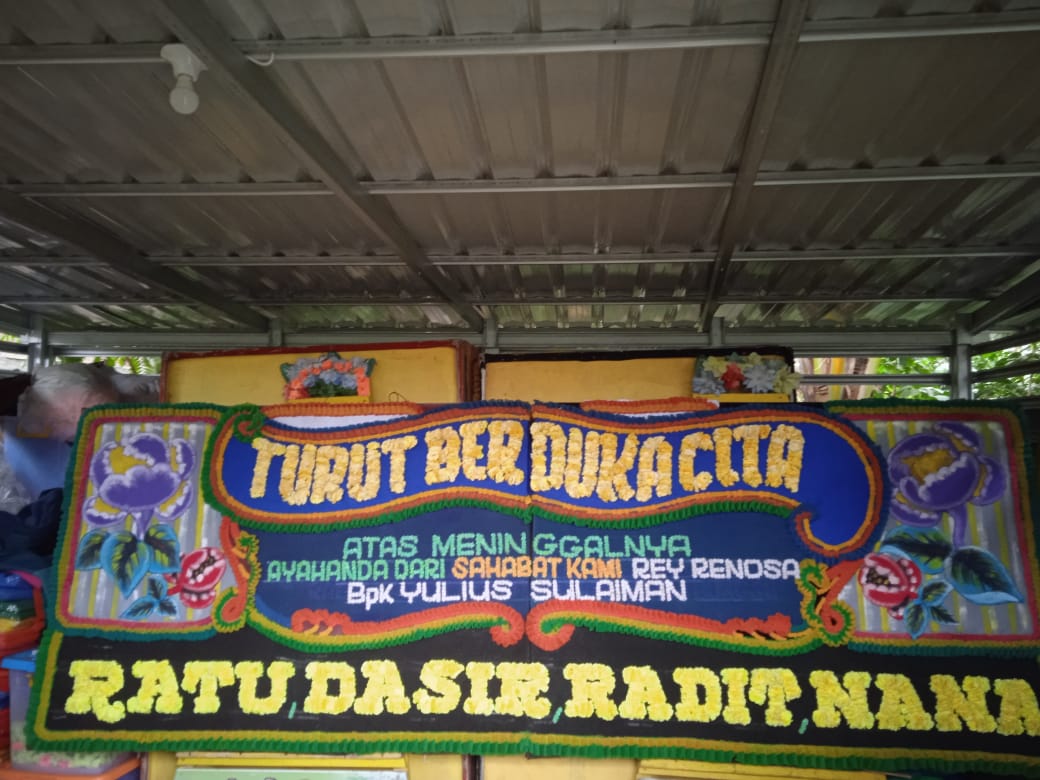 TURUT BERDUKA CITA
ATAS MENINGGALNYA
AYAHANDA DARI SAHABAT KAMI REY RENOSA
BpK YULIUS SULAIMAN
RATU, DASIR, RADIT, NANA